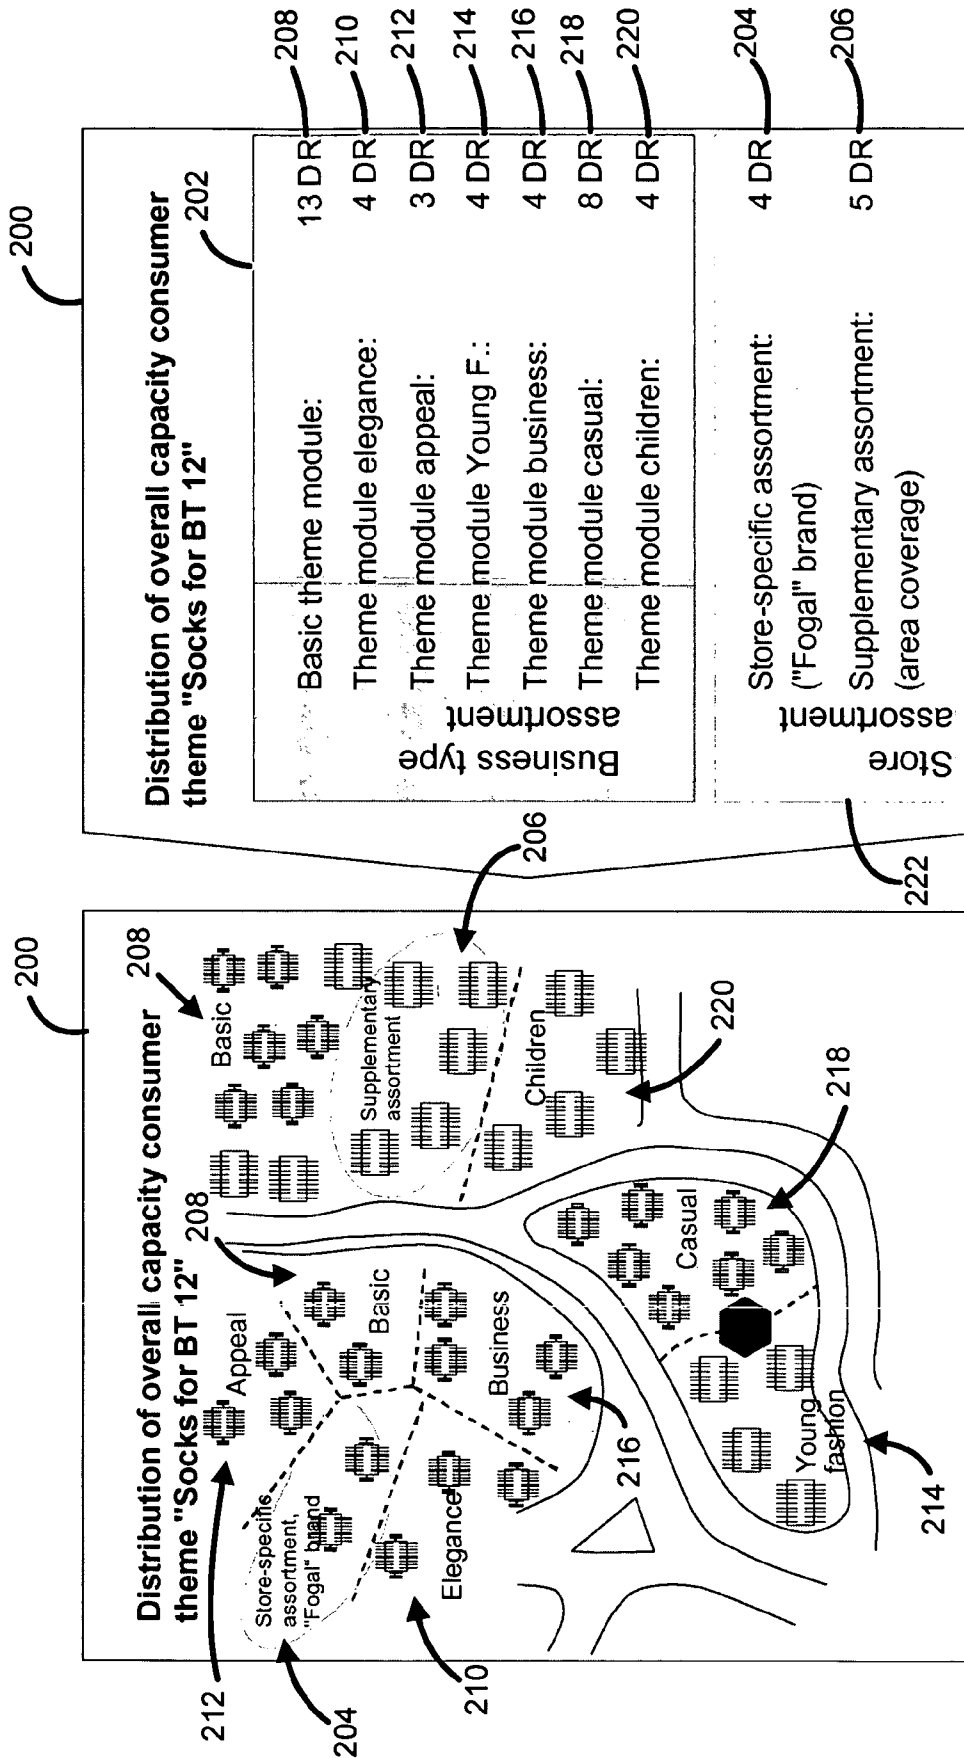 200
Distribution of overall capacity consumer
theme "Socks for BT 12"
212
Appeal
208
Basic
208
Basic
Store-specific
assortment,
"Fogal" brand
204
Supplementary
assortment
206
Elegance
210
Business
216
Children
220
Casual
218
Young
fashion
214
200
Distribution of overall capacity consumer
theme "Socks for BT 12"
202
Business type
assortment
Basic theme module: 13 DR 208
Theme module elegance: 4 DR 210
Theme module appeal: 3 DR 212
Theme module Young F.: 4 DR 214
Theme module business: 4 DR 216
Theme module casual: 8 DR 218
Theme module children: 4 DR 220
Store
assortment
222
Store-specific assortment: 4 DR 204
("Fogal" brand)
Supplementary assortment: 5 DR 206
(area coverage)